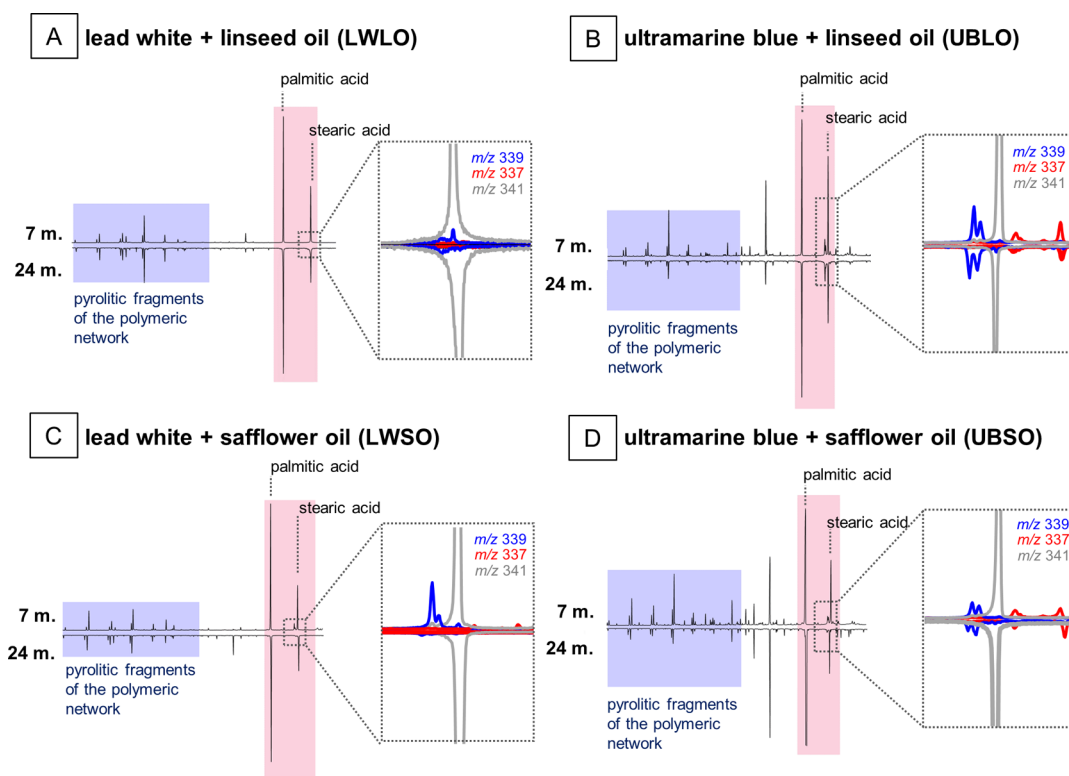 A
lead white + linseed oil (LWLO)
palmitic acid
stearic acid
m/z 339
m/z 337
m/z 341
7 m.
24 m.
pyrolitic fragments
of the polymeric
network
B
ultramarine blue + linseed oil (UBLO)
palmitic acid
stearic acid
m/z 339
m/z 337
m/z 341
7 m.
24 m.
pyrolitic fragments
of the polymeric
network
C
lead white + safflower oil (LWSO)
palmitic acid
stearic acid
m/z 339
m/z 337
m/z 341
7 m.
24 m.
pyrolitic fragments
of the polymeric
network
D
ultramarine blue + safflower oil (UBSO)
palmitic acid
stearic acid
m/z 339
m/z 337
m/z 341
7 m.
24 m.
pyrolitic fragments
of the polymeric
network